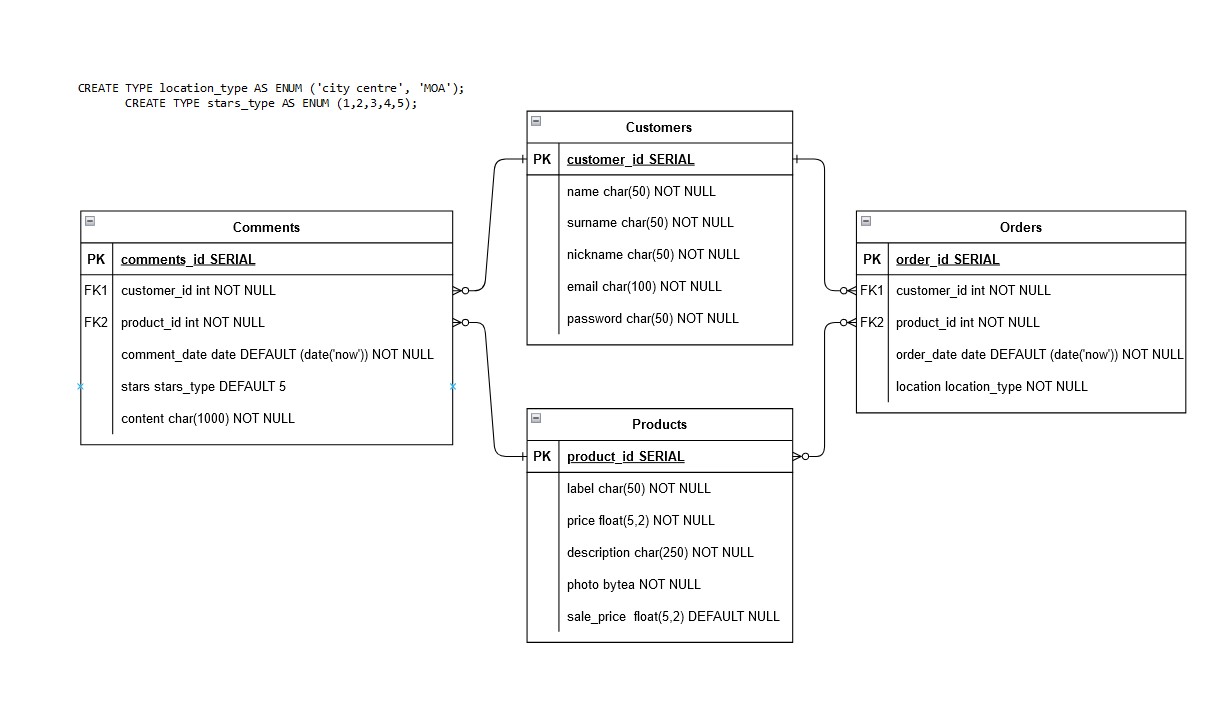 CREATE TYPE location_type AS ENUM ('city centre', 'MOA');
CREATE TYPE stars_type AS ENUM (1,2,3,4,5);
Customers
PK customer_id SERIAL
name char(50) NOT NULL
surname char(50) NOT NULL
nickname char(50) NOT NULL
email char(100) NOT NULL
password char(50) NOT NULL
Comments
PK comments_id SERIAL
FK1 customer_id int NOT NULL
FK2 product_id int NOT NULL
comment_date date DEFAULT (date('now')) NOT NULL
stars stars_type DEFAULT 5
content char(1000) NOT NULL
Orders
PK order_id SERIAL
FK1 customer_id int NOT NULL
FK2 product_id int NOT NULL
order_date date DEFAULT (date('now')) NOT NULL
location location_type NOT NULL
Products
PK product_id SERIAL
label char(50) NOT NULL
price float(5,2) NOT NULL
description char(250) NOT NULL
photo bytea NOT NULL
sale_price  float(5,2) DEFAULT NULL